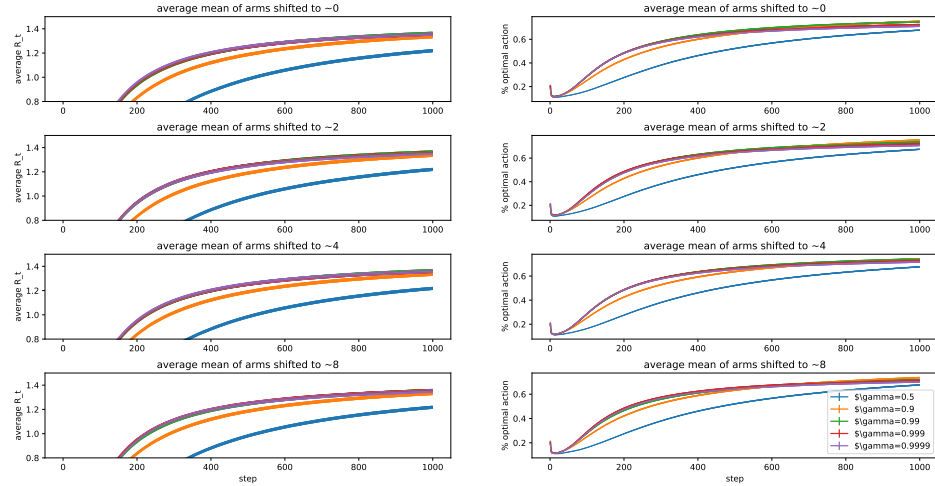 average mean of arms shifted to ~0
average R_t
1.4
1.2
1.0
0.8
0 200 400 600 800 1000
average mean of arms shifted to ~0
% optimal action
0.6
0.4
0.2
0 200 400 600 800 1000
average mean of arms shifted to ~2
average R_t
1.4
1.2
1.0
0.8
0 200 400 600 800 1000
average mean of arms shifted to ~2
% optimal action
0.6
0.4
0.2
0 200 400 600 800 1000
average mean of arms shifted to ~4
average R_t
1.4
1.2
1.0
0.8
0 200 400 600 800 1000
average mean of arms shifted to ~4
% optimal action
0.6
0.4
0.2
0 200 400 600 800 1000
average mean of arms shifted to ~8
average R_t
1.4
1.2
1.0
0.8
0 200 400 600 800 1000
step
average mean of arms shifted to ~8
% optimal action
0.6
0.4
0.2
0 200 400 600 800 1000
step
$\gamma=0.5
$\gamma=0.9
$\gamma=0.99
$\gamma=0.999
$\gamma=0.9999